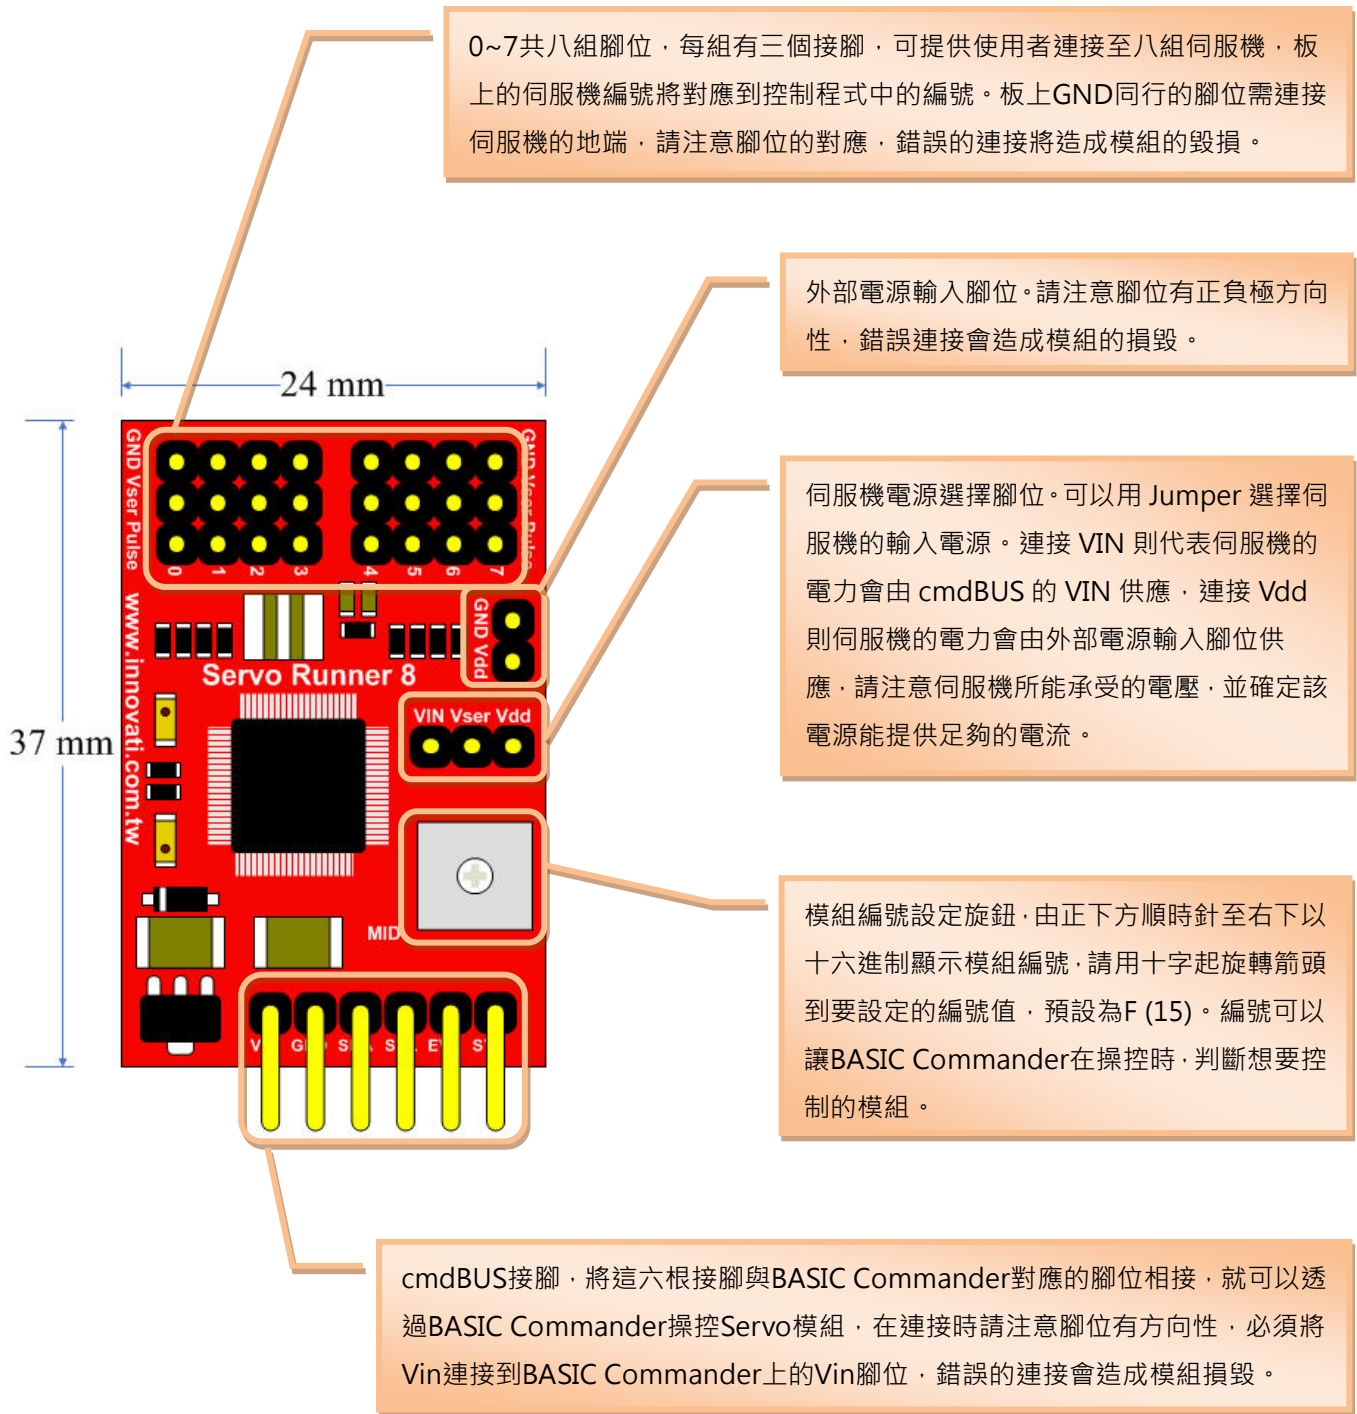 0~7共八組腳位，每組有三個接腳，可提供使用者連接至八組伺服機，板
上的伺服機編號將對應到控制程式中的編號。板上GND同行的腳位需連接
伺服機的地端，請注意腳位的對應，錯誤的連接將造成模組的毀損。
外部電源輸入腳位。請注意腳位有正負極方向
性，錯誤連接會造成模組的損毀。
24 mm
GND Vser Pulse
GND Vser Pulse
0 1 2 3 4 5 6 7
伺服機電源選擇腳位。可以用 Jumper 選擇伺
服機的輸入電源。連接 VIN 則代表伺服機的
電力會由 cmdBUS 的 VIN 供應，連接 Vdd
則伺服機的電力會由外部電源輸入腳位供
應，請注意伺服機所能承受的電壓，並確定該
電源能提供足夠的電流。
GND Vdd
www.innovati.com.tw
Servo Runner 8
VIN Vser Vdd
37 mm
模組編號設定旋鈕，由正下方順時針至右下以
十六進制顯示模組編號，請用十字起旋轉箭頭
到要設定的編號值，預設為F (15)。編號可以
讓BASIC Commander在操控時，判斷想要控
制的模組。
MID
cmdBUS接腳，將這六根接腳與BASIC Commander對應的腳位相接，就可以透
過BASIC Commander操控Servo模組，在連接時請注意腳位有方向性，必須將
Vin連接到BASIC Commander上的Vin腳位，錯誤的連接會造成模組損毀。